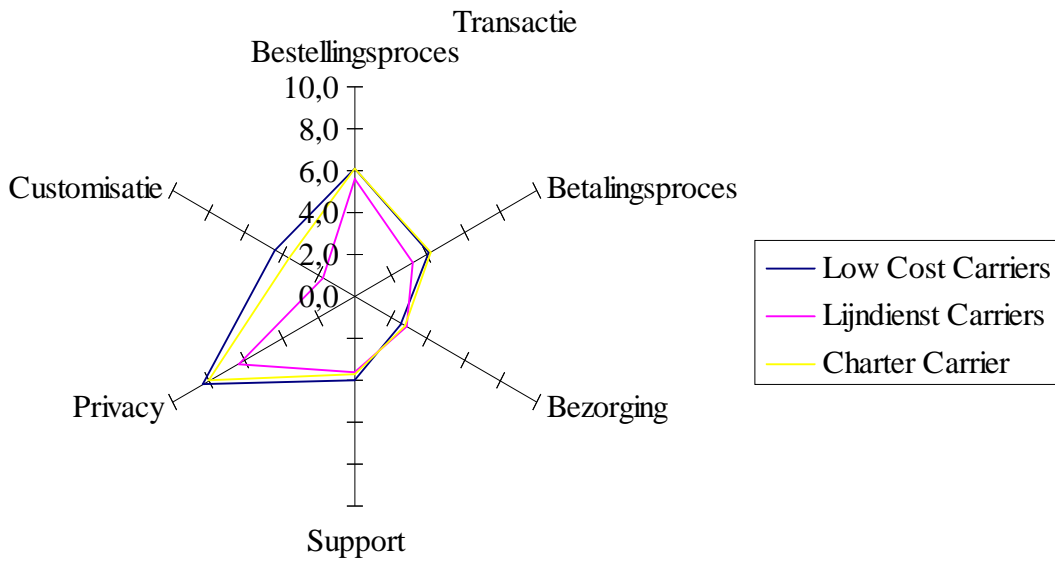 Transactie
Bestellingsproces
10,0
8,0
6,0
4,0
2,0
0,0
Customisatie
Betalingsproces
Privacy
Bezorging
Support
Low Cost Carriers
Lijndienst Carriers
Charter Carrier